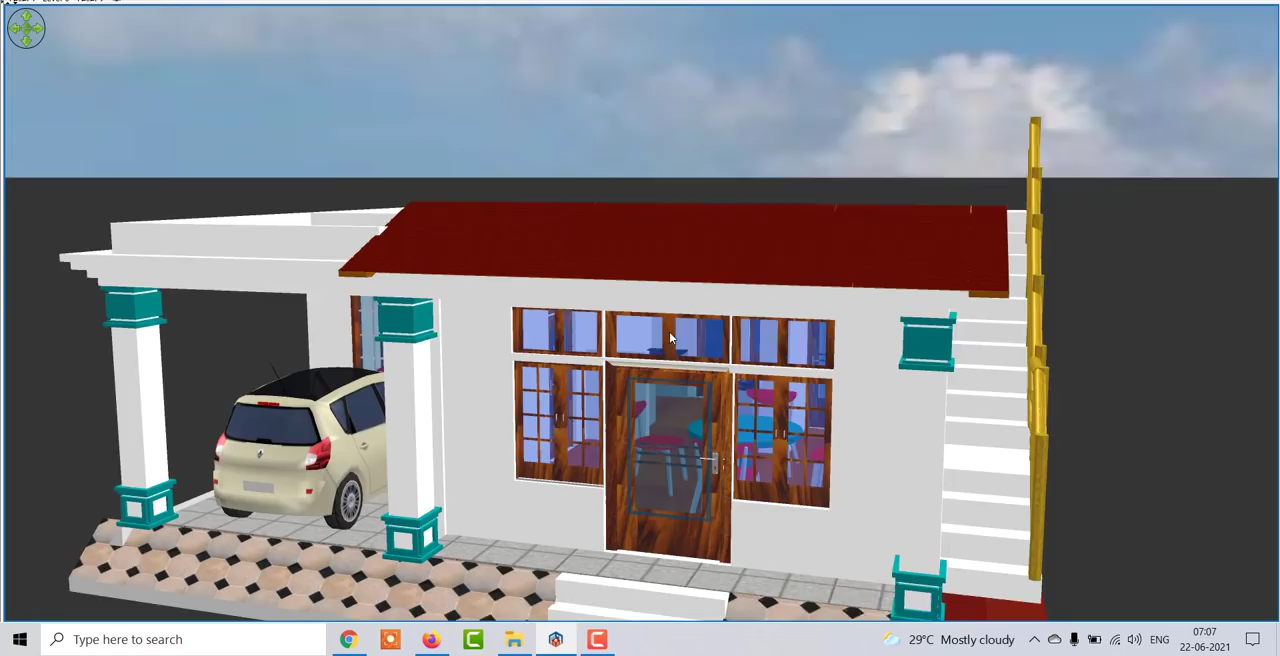 Type here to search
29°C Mostly cloudy
ENG
07:07
22-06-2021